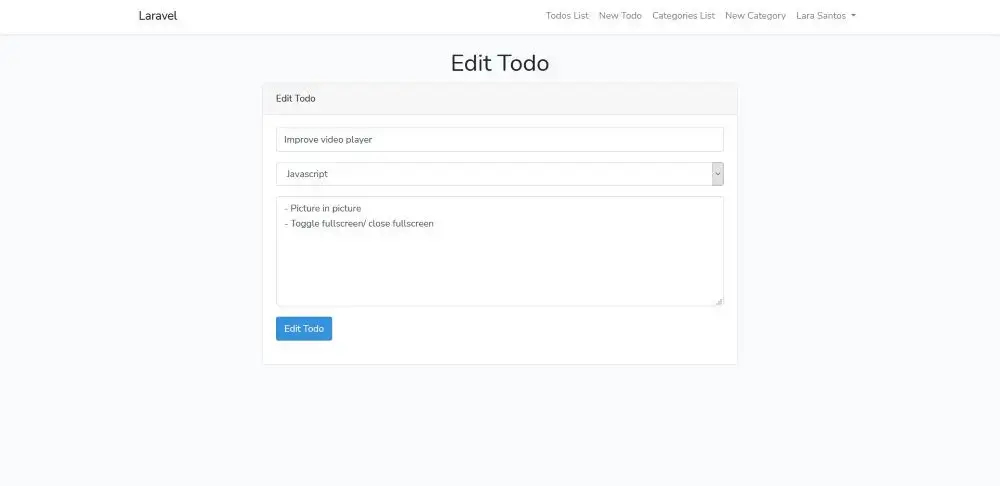 Laravel
Todos List New Todo Categories List New Category Lara Santos
Edit Todo
Edit Todo
Improve video player
Javascript
- Picture in picture
- Toggle fullscreen/ close fullscreen
Edit Todo